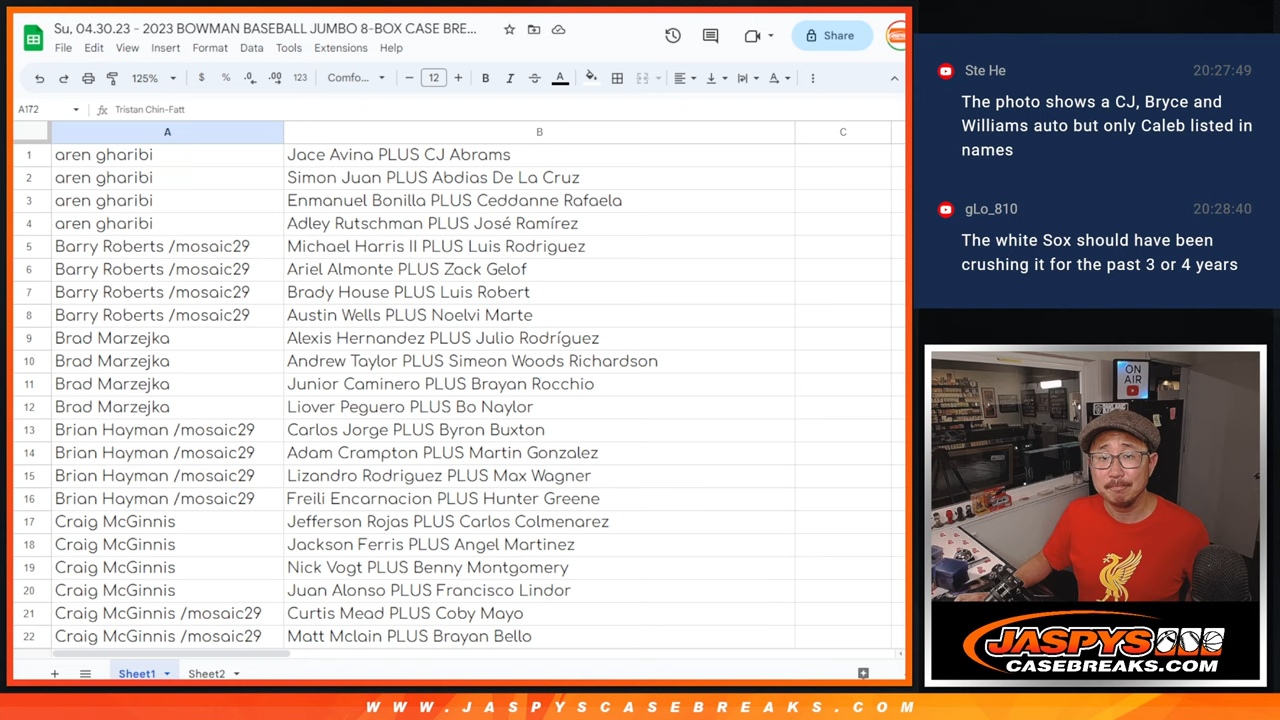 Su, 04.30.23 - 2023 BOWMAN BASEBALL JUMBO 8-BOX CASE BRE...
Share
File Edit View Insert Format Data Tools Extensions Help
125% $ % .0 .00 123 Comfo... - 12 + B I A
A172 fx Tristan Chin-Fatt
A B C
1 aren gharibi Jace Avina PLUS CJ Abrams
2 aren gharibi Simon Juan PLUS Abdias De La Cruz
3 aren gharibi Enmanuel Bonilla PLUS Ceddanne Rafaela
4 aren gharibi Adley Rutschman PLUS José Ramírez
5 Barry Roberts /mosaic29 Michael Harris II PLUS Luis Rodriguez
6 Barry Roberts /mosaic29 Ariel Almonte PLUS Zack Gelof
7 Barry Roberts /mosaic29 Brady House PLUS Luis Robert
8 Barry Roberts /mosaic29 Austin Wells PLUS Noelvi Marte
9 Brad Marzejka Alexis Hernandez PLUS Julio Rodríguez
10 Brad Marzejka Andrew Taylor PLUS Simeon Woods Richardson
11 Brad Marzejka Junior Caminero PLUS Brayan Rocchio
12 Brad Marzejka Liover Peguero PLUS Bo Naylor
13 Brian Hayman /mosaic29 Carlos Jorge PLUS Byron Buxton
14 Brian Hayman /mosaic29 Adam Crampton PLUS Martin Gonzalez
15 Brian Hayman /mosaic29 Lizandro Rodriguez PLUS Max Wagner
16 Brian Hayman /mosaic29 Freili Encarnacion PLUS Hunter Greene
17 Craig McGinnis Jefferson Rojas PLUS Carlos Colmenarez
18 Craig McGinnis Jackson Ferris PLUS Angel Martinez
19 Craig McGinnis Nick Vogt PLUS Benny Montgomery
20 Craig McGinnis Juan Alonso PLUS Francisco Lindor
21 Craig McGinnis /mosaic29 Curtis Mead PLUS Coby Mayo
22 Craig McGinnis /mosaic29 Matt Mclain PLUS Brayan Bello
+ Sheet1 Sheet2
Ste He 20:27:49
The photo shows a CJ, Bryce and
Williams auto but only Caleb listed in
names
gLo_810 20:28:40
The white Sox should have been
crushing it for the past 3 or 4 years
ON
AIR
JASPYS
CASEBREAKS.COM
WWW.JASPYSCASEBREAKS.COM